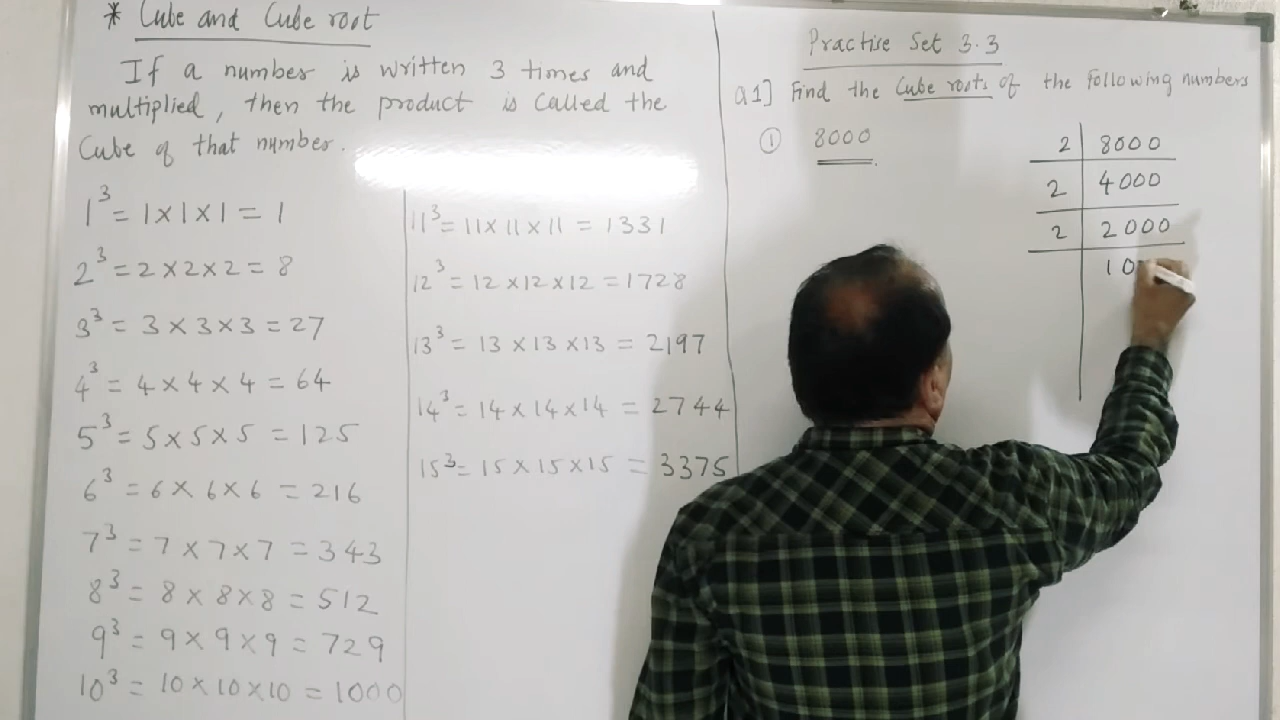 * Cube and Cube root
If a number is written 3 times and
multiplied, then the product is called the
Cube of that number.
1³ = 1×1×1 = 1
2³ = 2×2×2 = 8
3³ = 3×3×3 = 27
4³ = 4×4×4 = 64
5³ = 5×5×5 = 125
6³ = 6×6×6 = 216
7³ = 7×7×7 = 343
8³ = 8×8×8 = 512
9³ = 9×9×9 = 729
10³ = 10×10×10 = 1000
11³ = 11×11×11 = 1331
12³ = 12×12×12 = 1728
13³ = 13×13×13 = 2197
14³ = 14×14×14 = 2744
15³ = 15×15×15 = 3375
Practise Set 3.3
Q1] Find the Cube roots of the following numbers
① 8000
2 | 8000
2 | 4000
2 | 2000
| 10